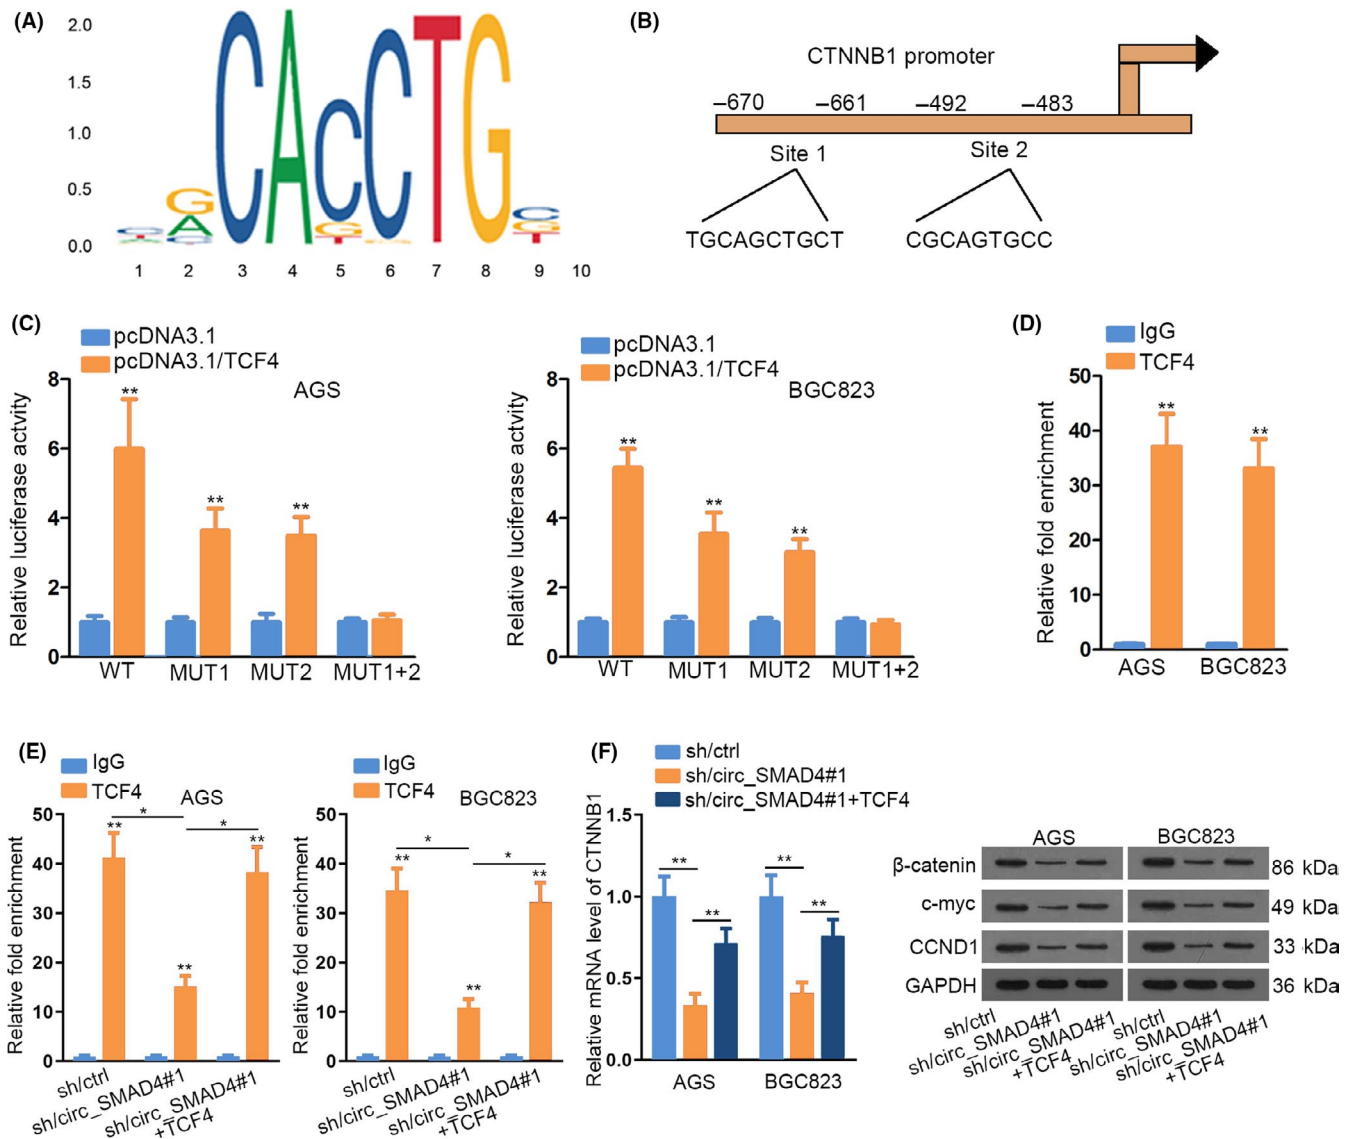 (A)
2.0
1.5
1.0
0.5
0.0
C
T
A
G
A
C
C
A
C
G
T
C
T
G
C
G
T
1 2 3 4 5 6 7 8 9 10
(B)
CTNNB1 promoter
–670 –661 –492 –483
Site 1 Site 2
TGCAGCTGCT CGCAGTGCC
(C)
pcDNA3.1
pcDNA3.1/TCF4
AGS
Relative luciferase actvity
8
6
4
2
0
** ** **
WT MUT1 MUT2 MUT1+2
pcDNA3.1
pcDNA3.1/TCF4
BGC823
Relative luciferase actvity
8
6
4
2
0
** ** **
WT MUT1 MUT2 MUT1+2
(D)
IgG
TCF4
Relative fold enrichment
50
40
30
20
10
0
** **
AGS BGC823
(E)
IgG
TCF4
AGS
Relative fold enrichment
50
40
30
20
10
0
* *
** ** **
sh/ctrl
sh/circ_SMAD4#1
sh/circ_SMAD4#1
+TCF4
IgG
TCF4
BGC823
Relative fold enrichment
50
40
30
20
10
0
* *
** ** **
sh/ctrl
sh/circ_SMAD4#1
sh/circ_SMAD4#1
+TCF4
(F)
sh/ctrl
sh/circ_SMAD4#1
sh/circ_SMAD4#1+TCF4
Relative mRNA level of CTNNB1
1.5
1.0
0.5
0.0
** **
** **
AGS BGC823
AGS BGC823
β-catenin 86 kDa
c-myc 49 kDa
CCND1 33 kDa
GAPDH 36 kDa
sh/ctrl
sh/circ_SMAD4#1
sh/circ_SMAD4#1
+TCF4
sh/ctrl
sh/circ_SMAD4#1
sh/circ_SMAD4#1
+TCF4